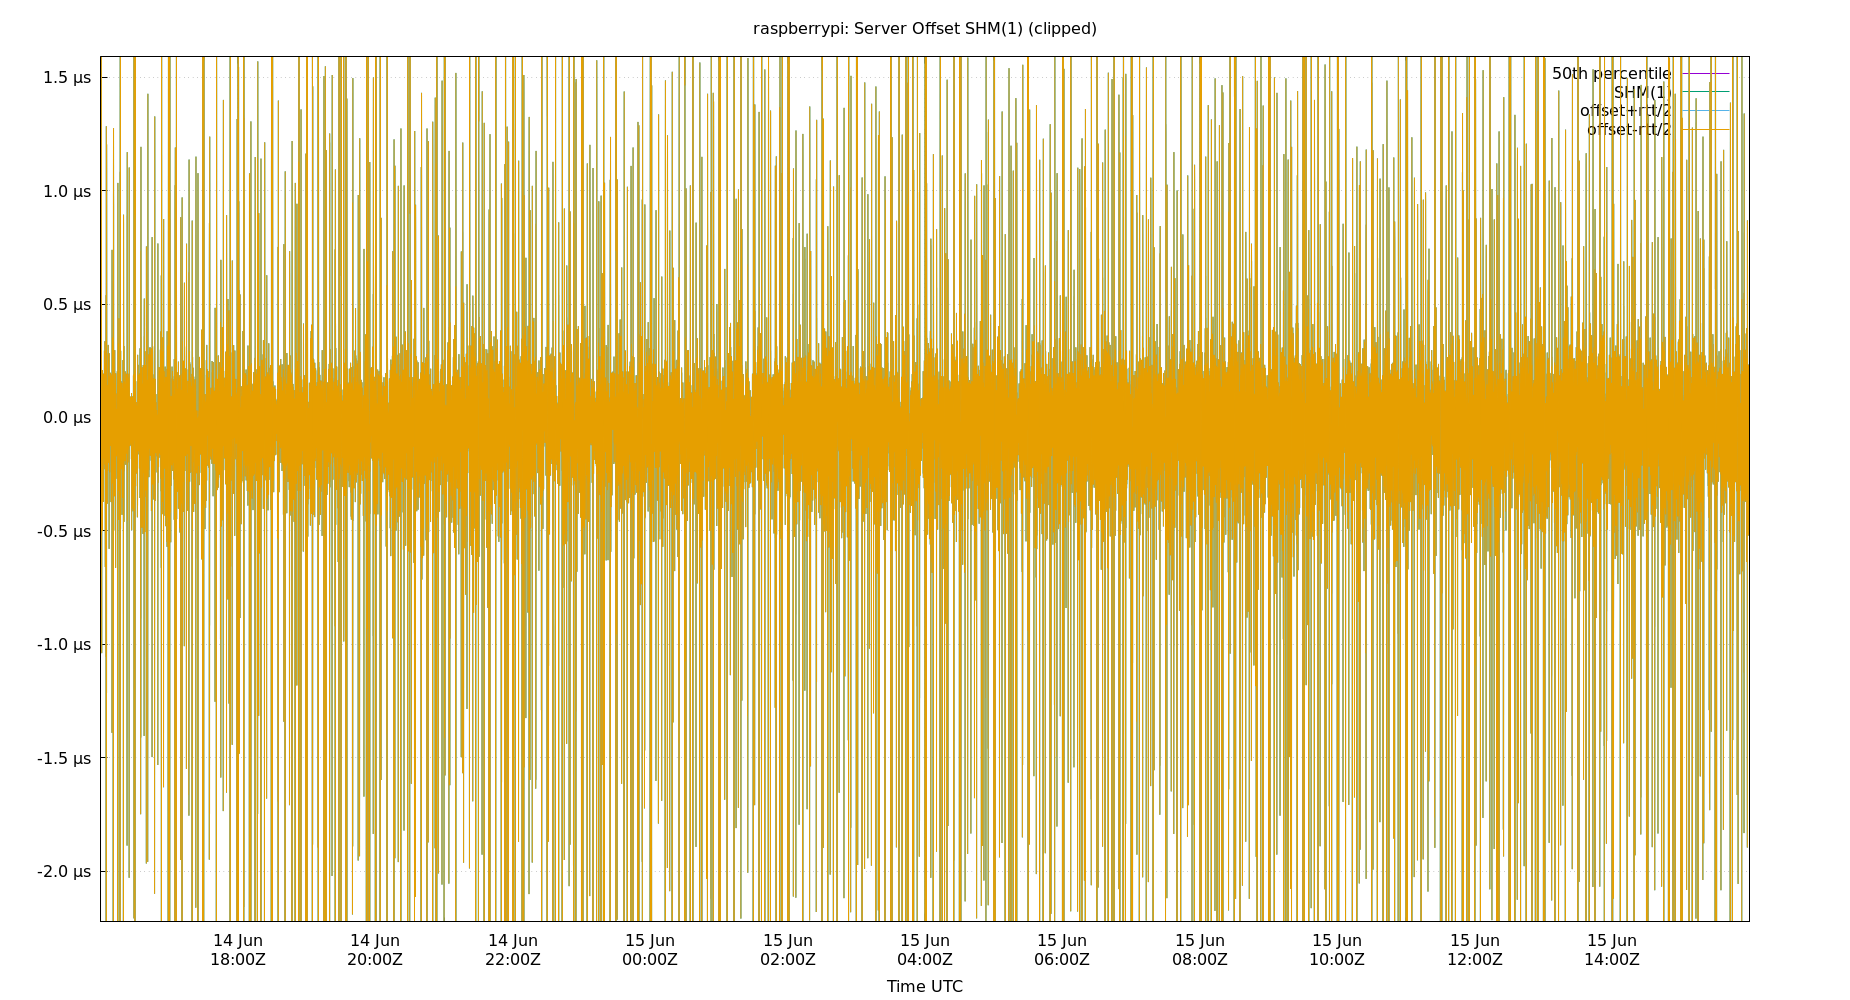 raspberrypi: Server Offset SHM(1) (clipped)
1.5 µs
1.0 µs
0.5 µs
0.0 µs
-0.5 µs
-1.0 µs
-1.5 µs
-2.0 µs
50th percentile
SHM(1)
offset+rtt/2
offset-rtt/2
14 Jun 14 Jun 14 Jun 15 Jun 15 Jun 15 Jun 15 Jun 15 Jun 15 Jun 15 Jun 15 Jun
18:00Z 20:00Z 22:00Z 00:00Z 02:00Z 04:00Z 06:00Z 08:00Z 10:00Z 12:00Z 14:00Z
Time UTC